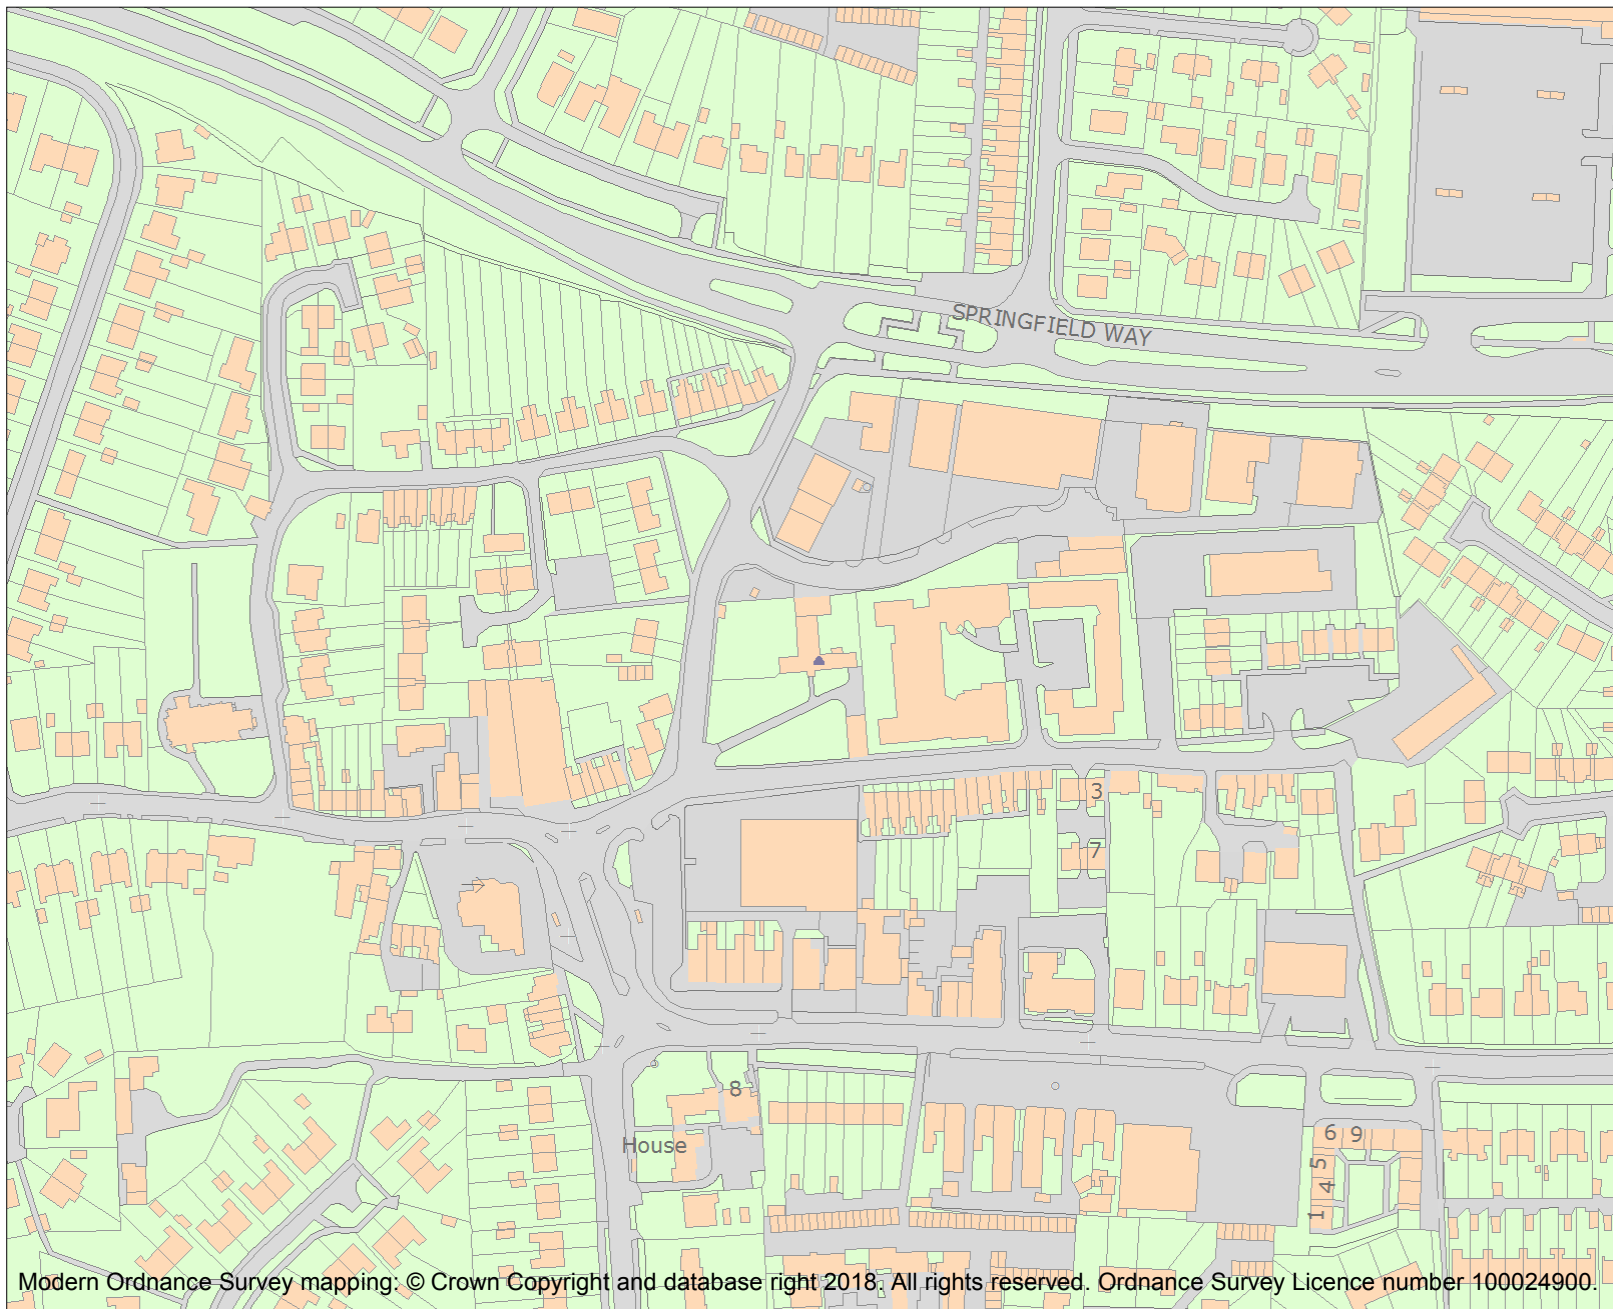 SPRINGFIELD WAY
3
7
8
House
6 9
5
4
1
Modern Ordnance Survey mapping: © Crown Copyright and database right 2018. All rights reserved. Ordnance Survey Licence number 100024900.